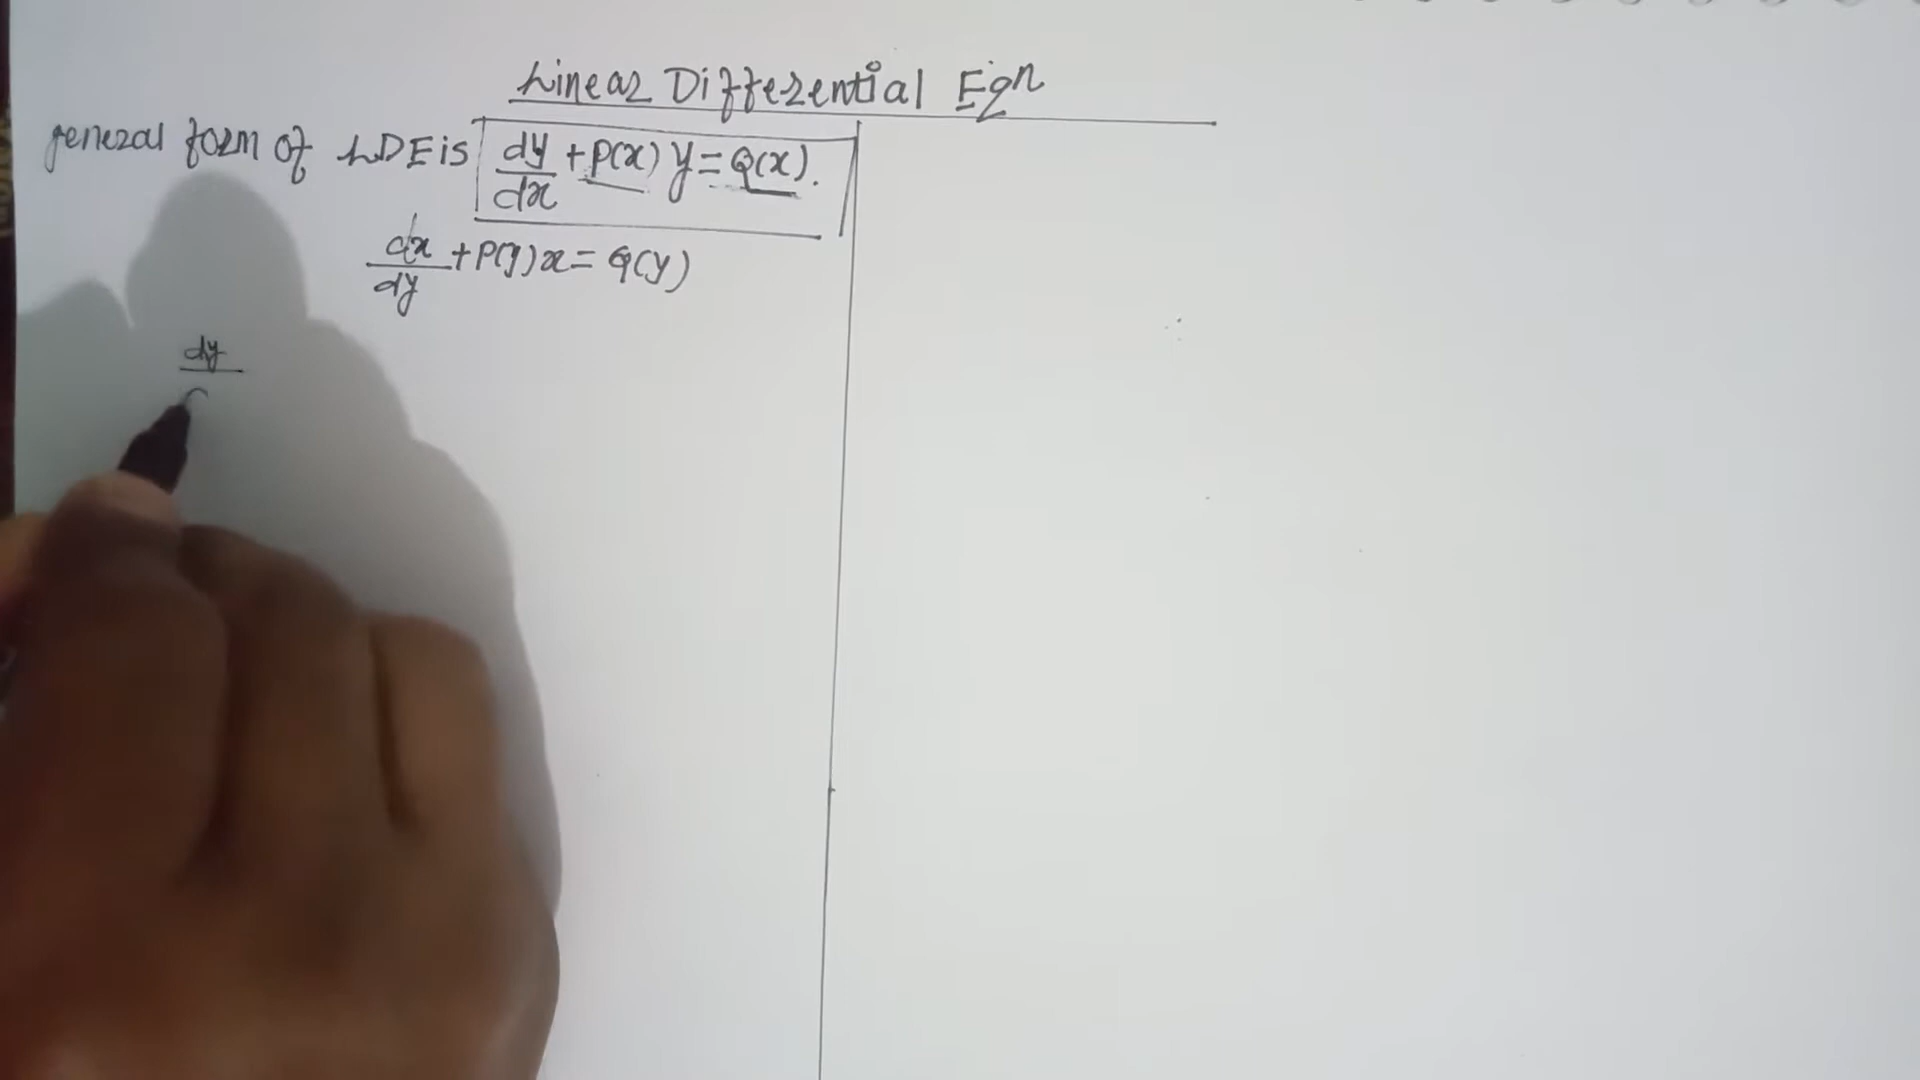 Linear Differential Eqn
general form of LDE is dy/dx + P(x) y = Q(x).
dx/dy + P(y) x = Q(y)
dy